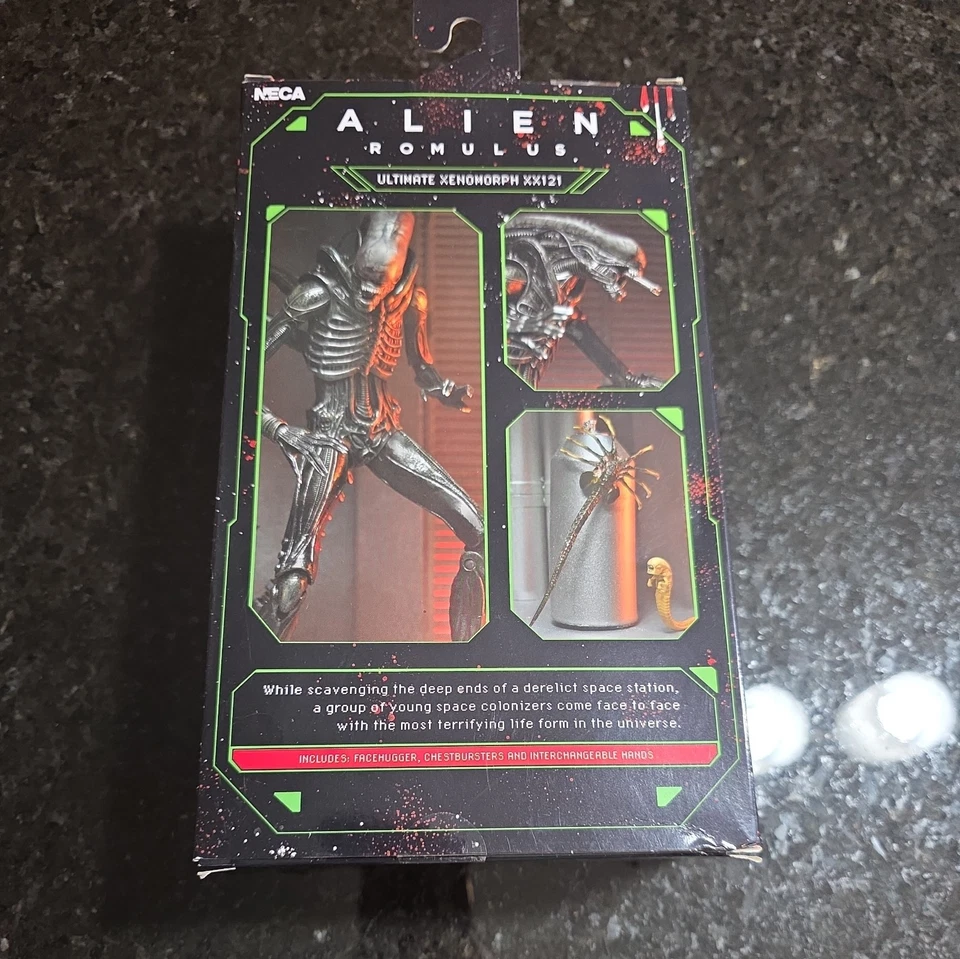 NECA
ALIEN
ROMULUS
ULTIMATE XENOMORPH XX121
While scavenging the deep ends of a derelict space station,
a group of young space colonizers come face to face
with the most terrifying life form in the universe.
INCLUDES: FACEHUGGER, CHESTBURSTERS AND INTERCHANGEABLE HANDS